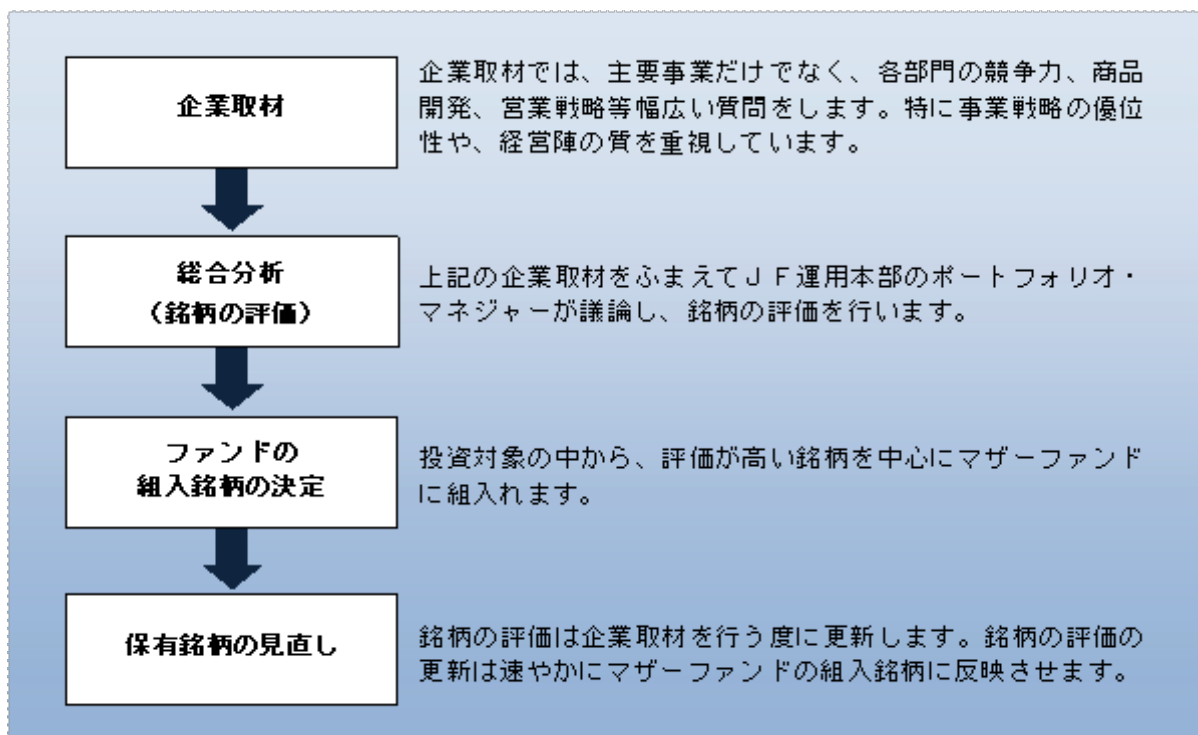 企業取材
企業取材では、主要事業だけでなく、各部門の競争力、商品
開発、営業戦略等幅広い質問をします。特に事業戦略の優位
性や、経営陣の質を重視しています。
総合分析
（銘柄の評価）
上記の企業取材をふまえてＪＦ運用本部のポートフォリオ・
マネジャーが議論し、銘柄の評価を行います。
ファンドの
組入銘柄の決定
投資対象の中から、評価が高い銘柄を中心にマザーファンド
に組入れます。
保有銘柄の見直し
銘柄の評価は企業取材を行う度に更新します。銘柄の評価の
更新は速やかにマザーファンドの組入銘柄に反映させます。